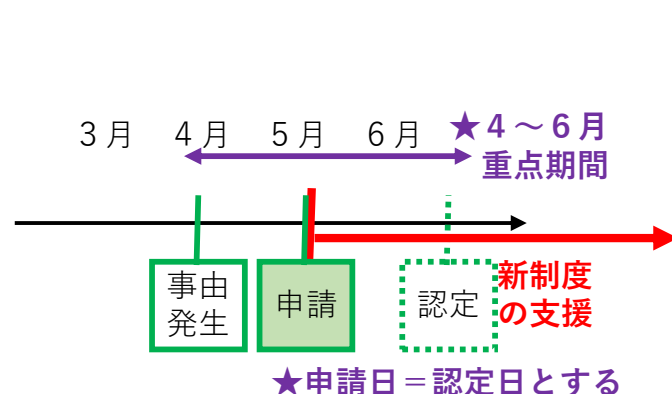 3月 4月 5月 6月 ★4～6月
重点期間
事由
発生
申請
認定
新制度
の支援
★申請日＝認定日とする